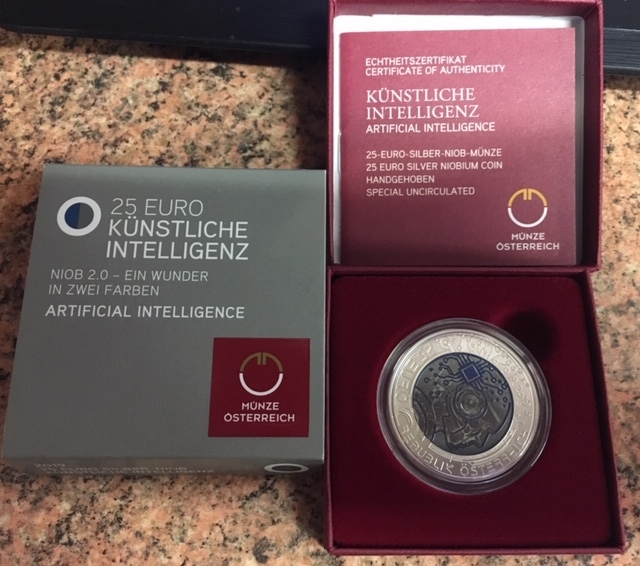 25 EURO
KÜNSTLICHE
INTELLIGENZ
NIOB 2.0 – EIN WUNDER
IN ZWEI FARBEN
ARTIFICIAL INTELLIGENCE
MÜNZE
ÖSTERREICH
ECHTHEITSZERTIFIKAT
CERTIFICATE OF AUTHENTICITY
KÜNSTLICHE
INTELLIGENZ
ARTIFICIAL INTELLIGENCE
25-EURO-SILBER-NIOB-MÜNZE
25 EURO SILVER NIOBIUM COIN
HANDGEHOBEN
SPECIAL UNCIRCULATED
MÜNZE
ÖSTERREICH
REPUBLIK